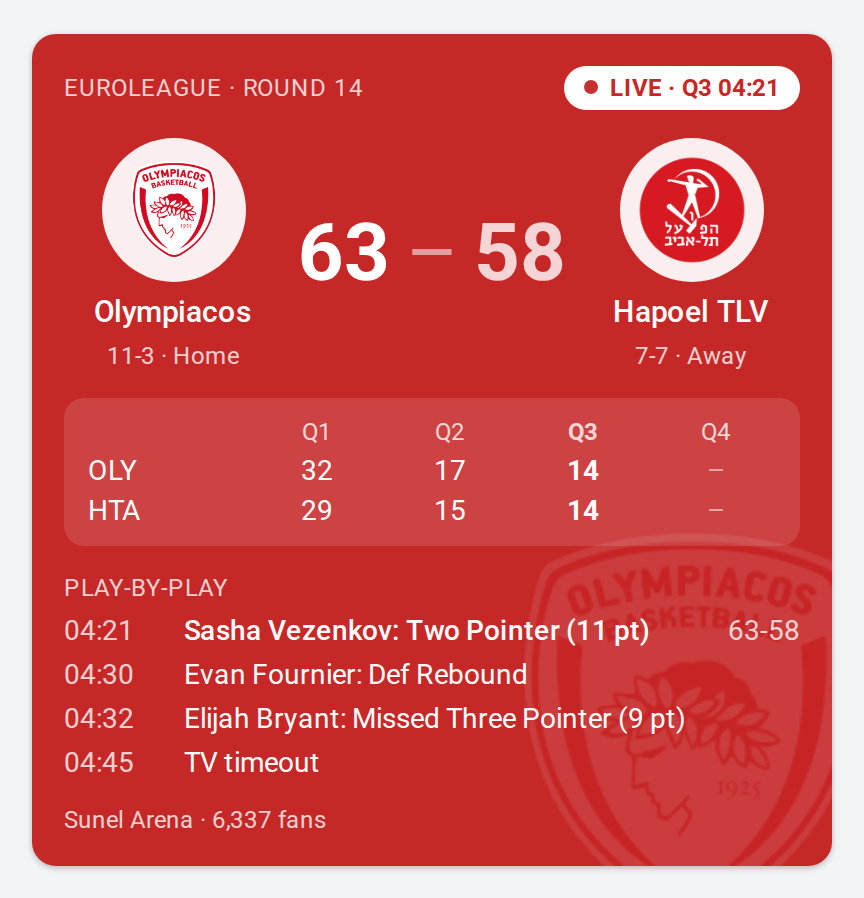 EUROLEAGUE · ROUND 14
LIVE · Q3 04:21
OLYMPIACOS
BASKETBALL
1925
הפועל
תל-אביב
63 – 58
Olympiacos
Hapoel TLV
11-3 · Home
7-7 · Away
Q1 Q2 Q3 Q4
OLY 32 17 14 –
HTA 29 15 14 –
OLYMPIACOS
BASKETBALL
1925
PLAY-BY-PLAY
04:21 Sasha Vezenkov: Two Pointer (11 pt) 63-58
04:30 Evan Fournier: Def Rebound
04:32 Elijah Bryant: Missed Three Pointer (9 pt)
04:45 TV timeout
Sunel Arena · 6,337 fans